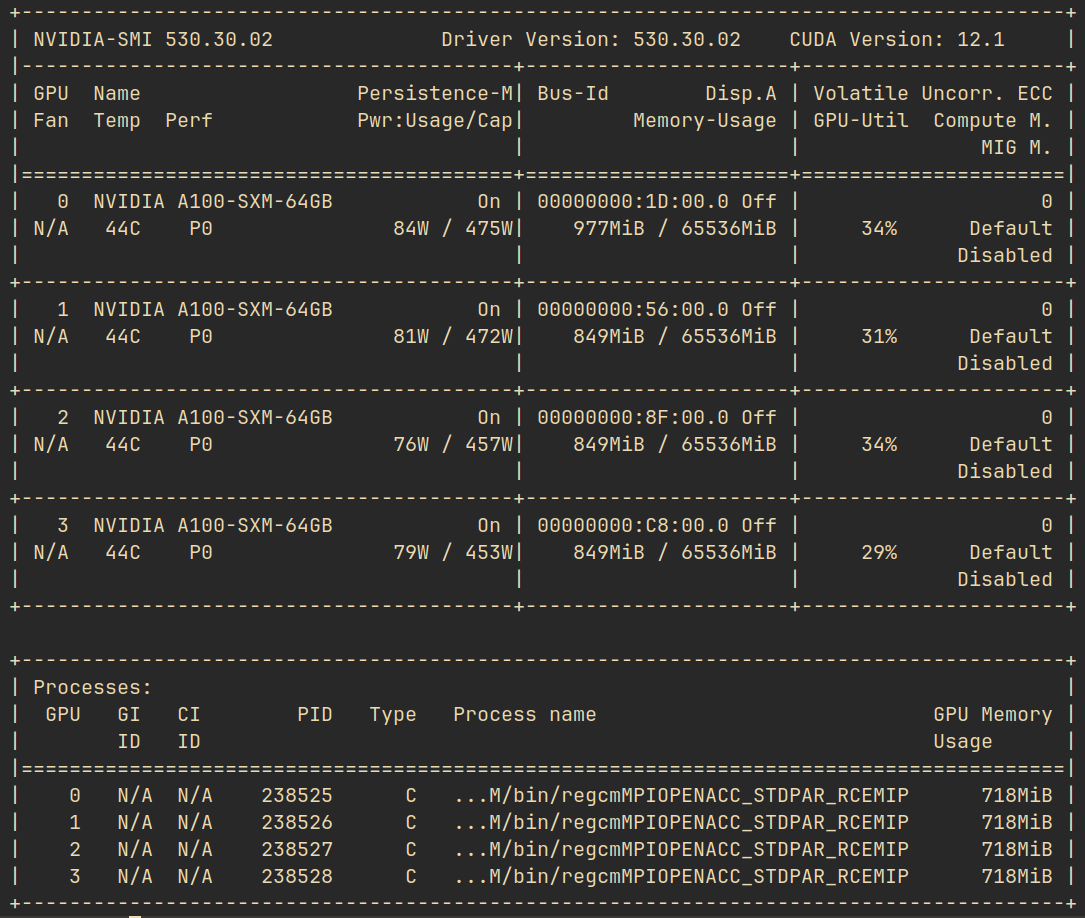 +---------------------------------------------------------------------------------------+
| NVIDIA-SMI 530.30.02              Driver Version: 530.30.02    CUDA Version: 12.1     |
|-----------------------------------------+----------------------+----------------------+
| GPU  Name                  Persistence-M| Bus-Id        Disp.A | Volatile Uncorr. ECC |
| Fan  Temp  Perf            Pwr:Usage/Cap|         Memory-Usage | GPU-Util  Compute M. |
|                                         |                      |               MIG M. |
|=========================================+======================+======================|
|   0  NVIDIA A100-SXM-64GB            On | 00000000:1D:00.0 Off |                    0 |
| N/A   44C    P0               84W / 475W|    977MiB / 65536MiB |     34%      Default |
|                                         |                      |             Disabled |
+-----------------------------------------+----------------------+----------------------+
|   1  NVIDIA A100-SXM-64GB            On | 00000000:56:00.0 Off |                    0 |
| N/A   44C    P0               81W / 472W|    849MiB / 65536MiB |     31%      Default |
|                                         |                      |             Disabled |
+-----------------------------------------+----------------------+----------------------+
|   2  NVIDIA A100-SXM-64GB            On | 00000000:8F:00.0 Off |                    0 |
| N/A   44C    P0               76W / 457W|    849MiB / 65536MiB |     34%      Default |
|                                         |                      |             Disabled |
+-----------------------------------------+----------------------+----------------------+
|   3  NVIDIA A100-SXM-64GB            On | 00000000:C8:00.0 Off |                    0 |
| N/A   44C    P0               79W / 453W|    849MiB / 65536MiB |     29%      Default |
|                                         |                      |             Disabled |
+-----------------------------------------+----------------------+----------------------+

+---------------------------------------------------------------------------------------+
| Processes:                                                                            |
|  GPU   GI   CI        PID   Type   Process name                            GPU Memory |
|        ID   ID                                                             Usage      |
|=======================================================================================|
|    0   N/A  N/A    238525      C   ...M/bin/regcmMPIOPENACC_STDPAR_RCEMIP      718MiB |
|    1   N/A  N/A    238526      C   ...M/bin/regcmMPIOPENACC_STDPAR_RCEMIP      718MiB |
|    2   N/A  N/A    238527      C   ...M/bin/regcmMPIOPENACC_STDPAR_RCEMIP      718MiB |
|    3   N/A  N/A    238528      C   ...M/bin/regcmMPIOPENACC_STDPAR_RCEMIP      718MiB |
+---------------------------------------------------------------------------------------+